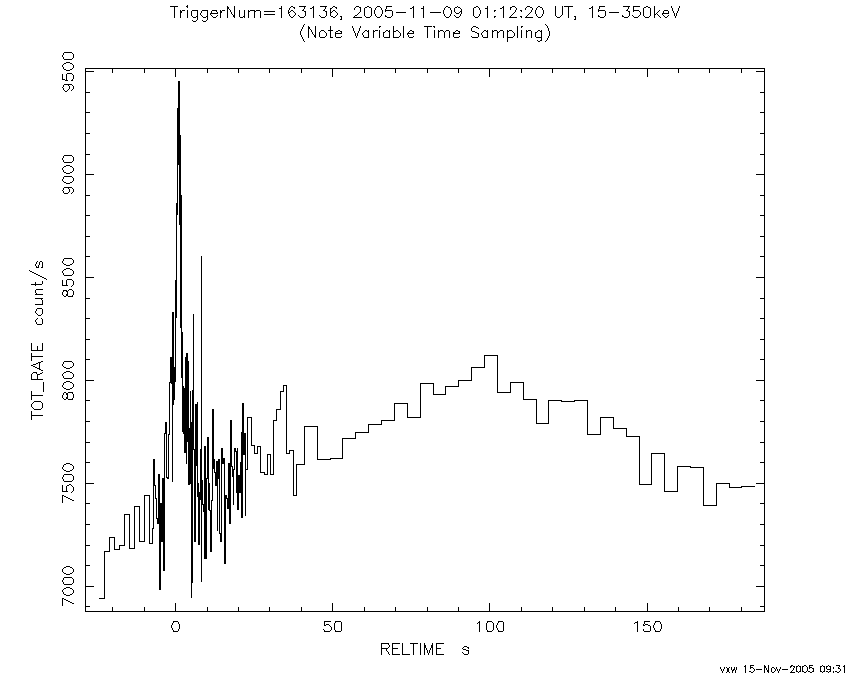 TriggerNum=163136, 2005-11-09 01:12:20 UT, 15-350keV
(Note Variable Time Sampling)
9500
9000
8500
8000
7500
7000
TOT_RATE count/s
0 50 100 150
RELTIME s
vxw 15-Nov-2005 09:31